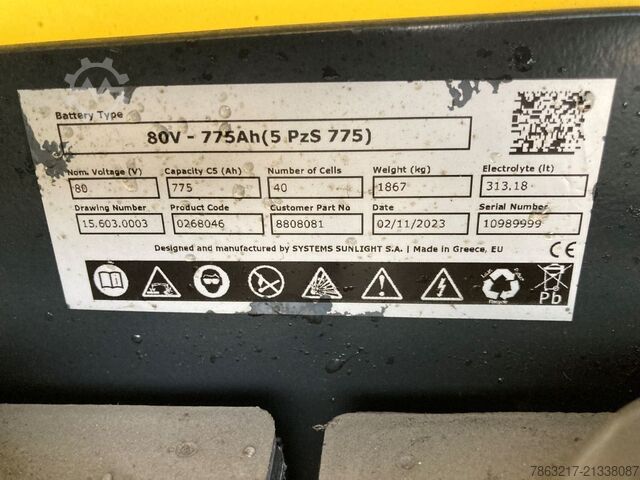 Battery Type
80V - 775Ah(5 PzS 775)
Nom. Voltage (V) Capacity C5 (Ah) Number of Cells Weight (kg) Electrolyte (lt)
80 775 40 1867 313.18
Drawing Number Product Code Customer Part No Date Serial Number
15.603.0003 0268046 8808081 02/11/2023 10989999
Designed and manufactured by SYSTEMS SUNLIGHT S.A. | Made in Greece, EU CE
Pb
7863217-21338087